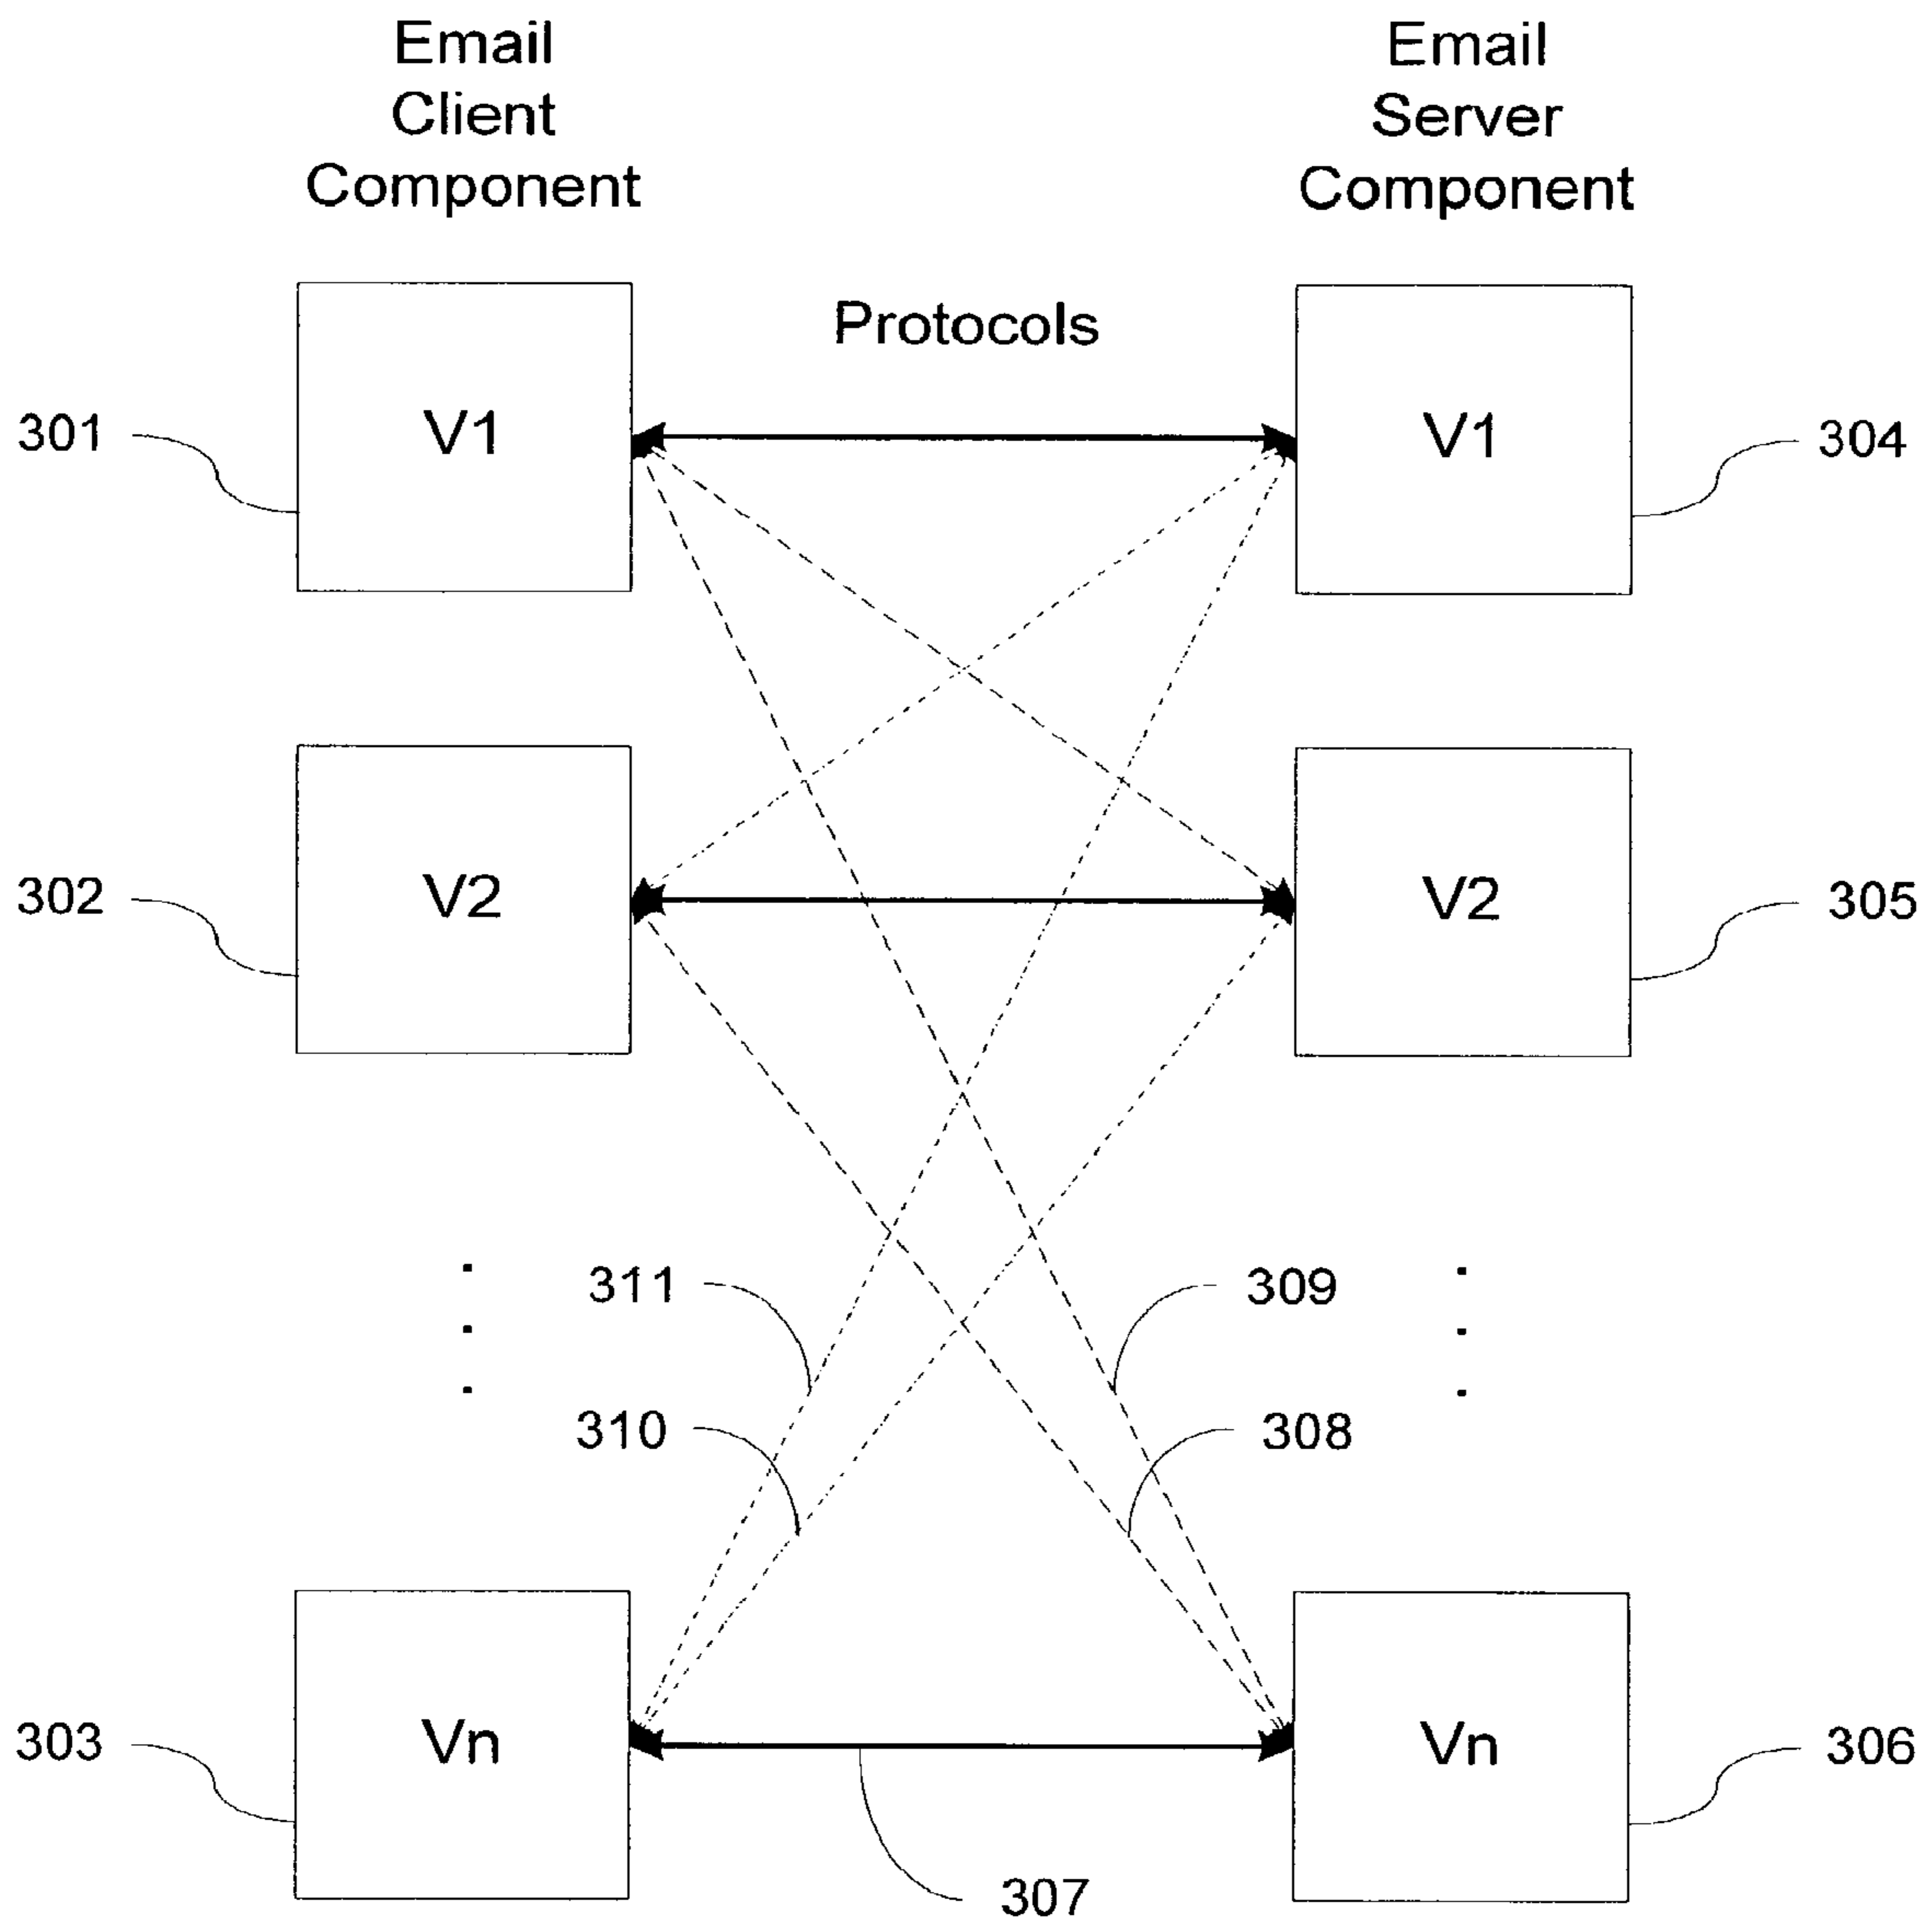 Email
Client
Component
Email
Server
Component
Protocols
301
V1
V1
304
302
V2
V2
305
.
.
.
311
309
.
.
.
310
308
303
Vn
Vn
306
307